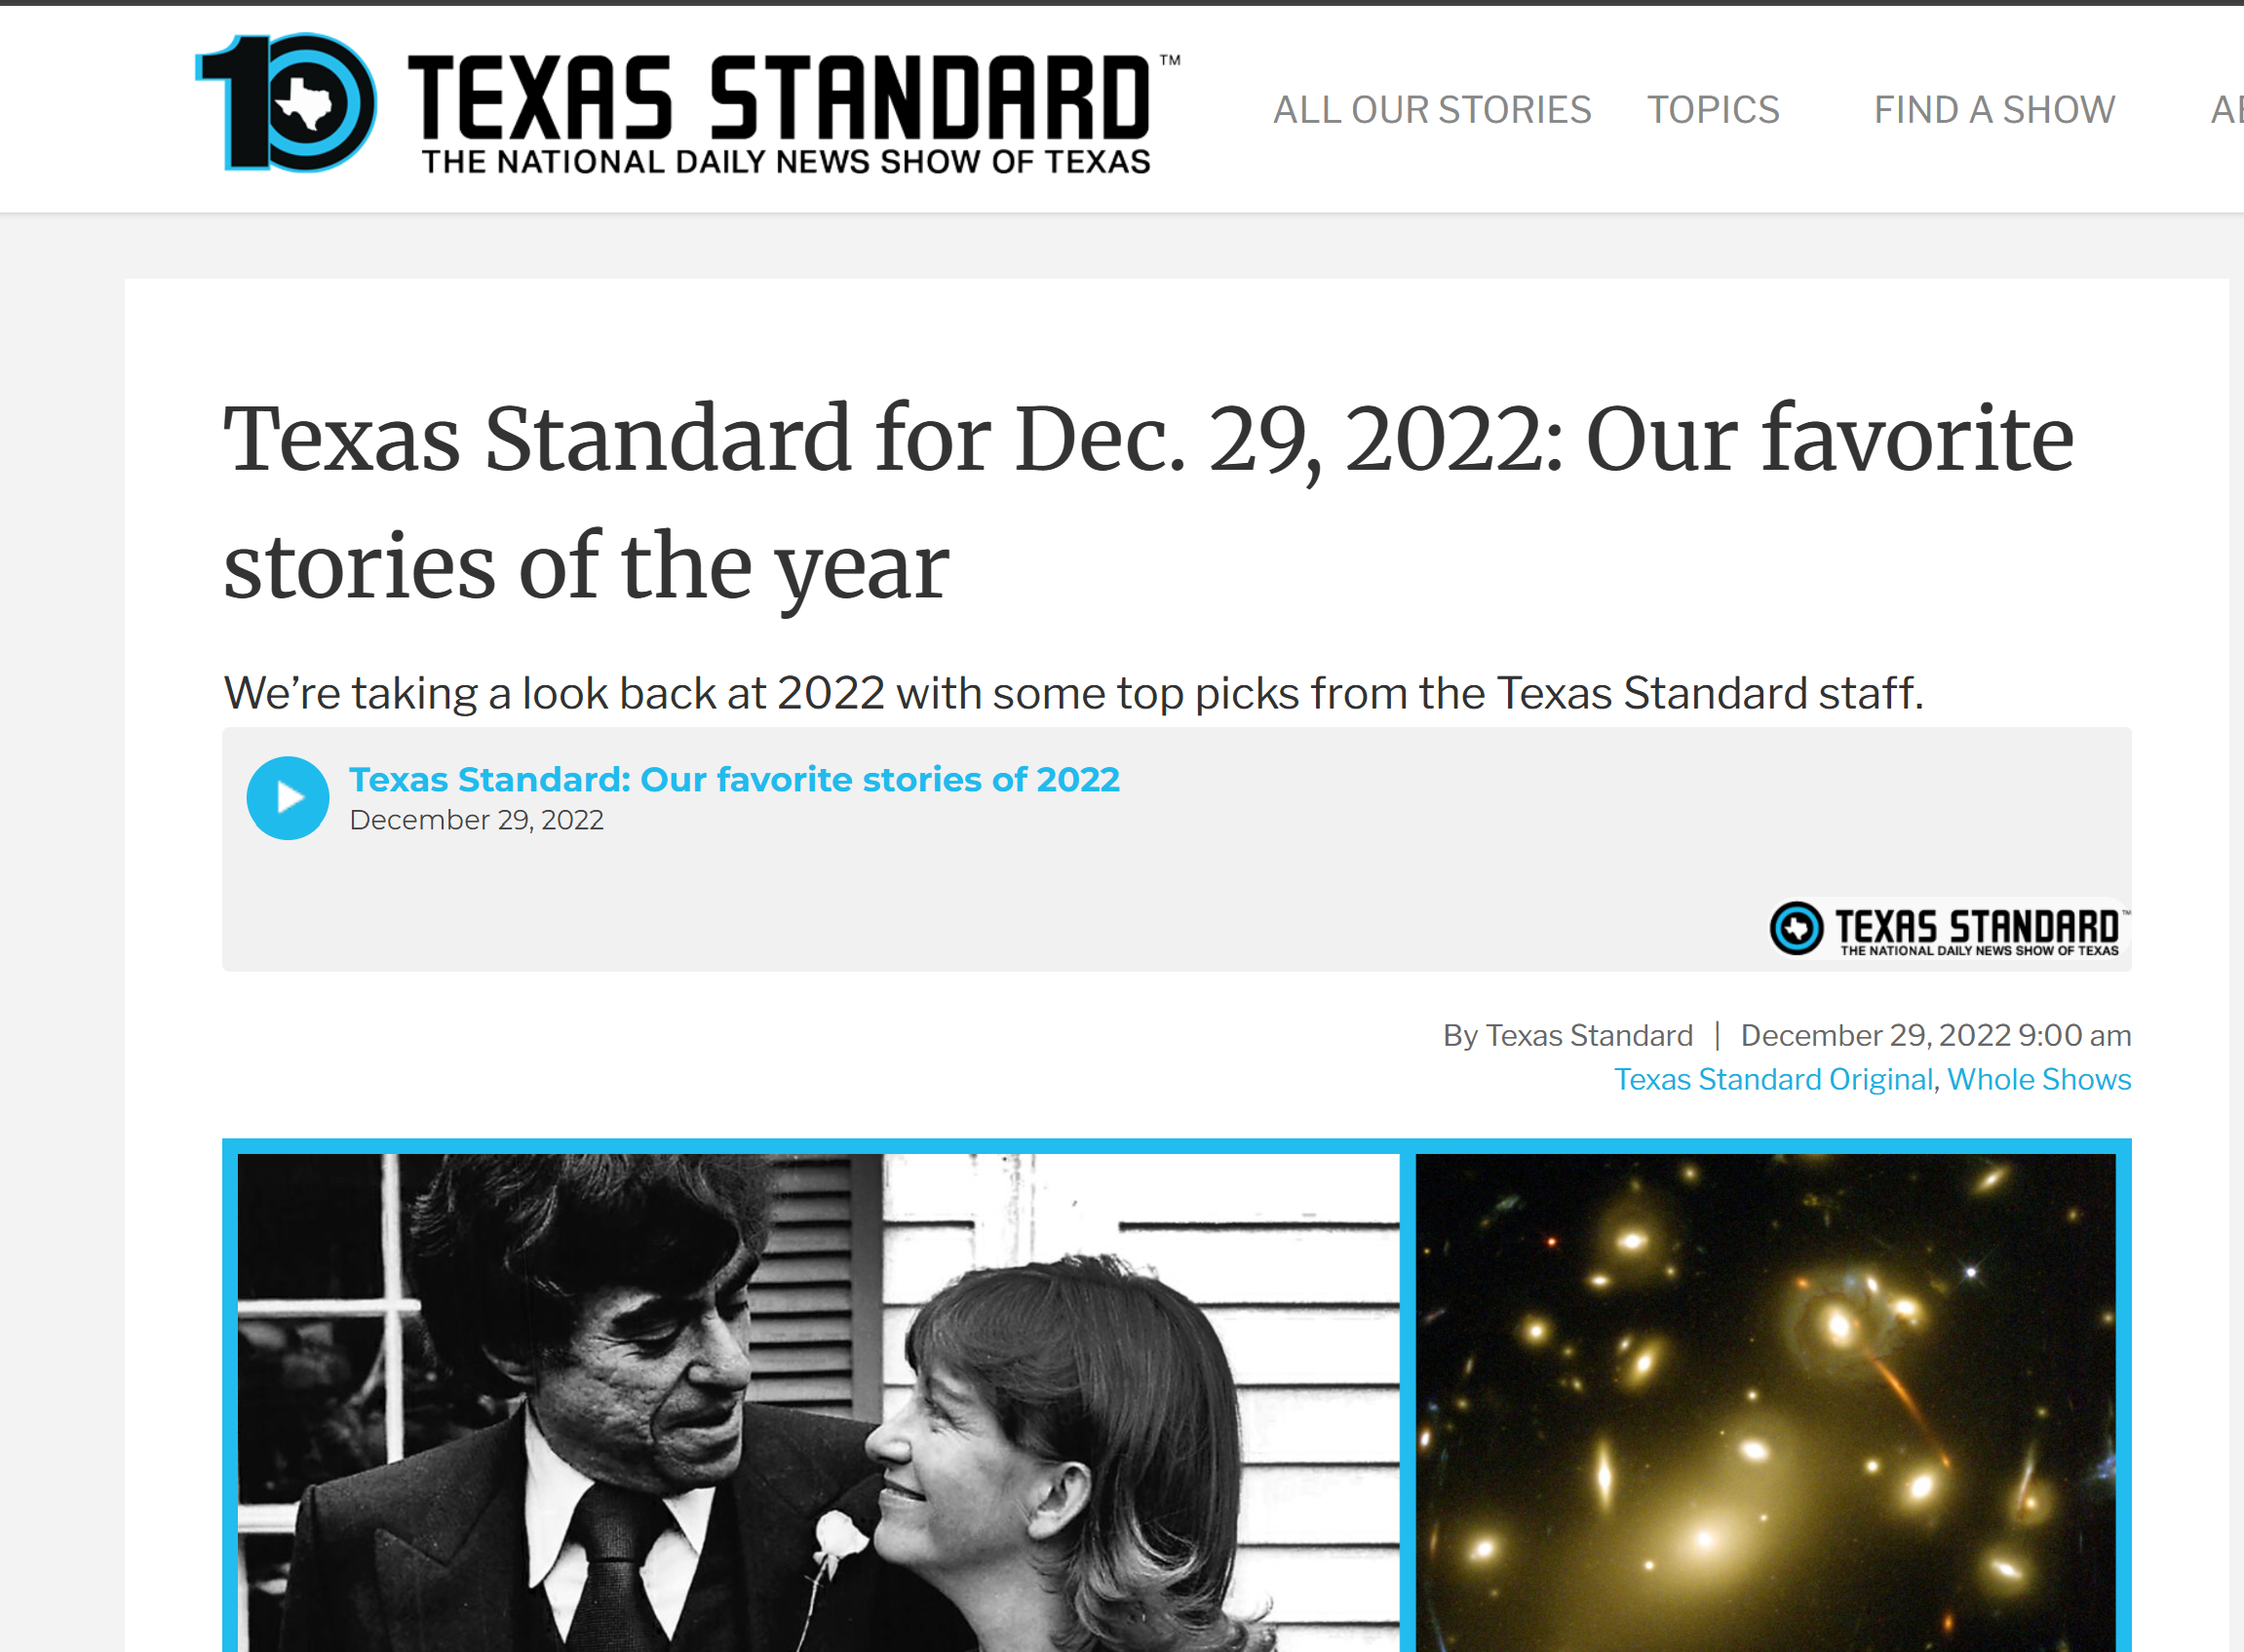 10 TEXAS STANDARD™
THE NATIONAL DAILY NEWS SHOW OF TEXAS
ALL OUR STORIES TOPICS FIND A SHOW
Texas Standard for Dec. 29, 2022: Our favorite
stories of the year
We’re taking a look back at 2022 with some top picks from the Texas Standard staff.
Texas Standard: Our favorite stories of 2022
December 29, 2022
TEXAS STANDARD™
THE NATIONAL DAILY NEWS SHOW OF TEXAS
By Texas Standard | December 29, 2022 9:00 am
Texas Standard Original, Whole Shows